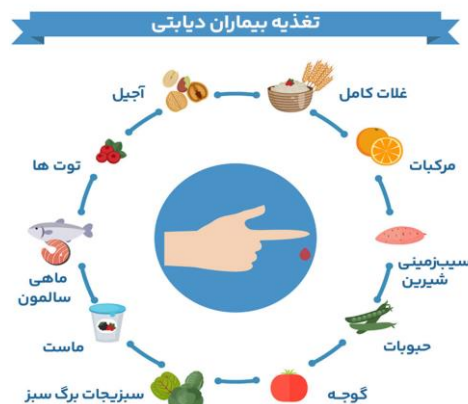 تغذیه بیماران دیابتی
غلات کامل
مرکبات
سیب‌زمینی
شیرین
حبوبات
گوجه
سبزیجات برگ سبز
ماست
ماهی
سالمون
توت ها
آجیل